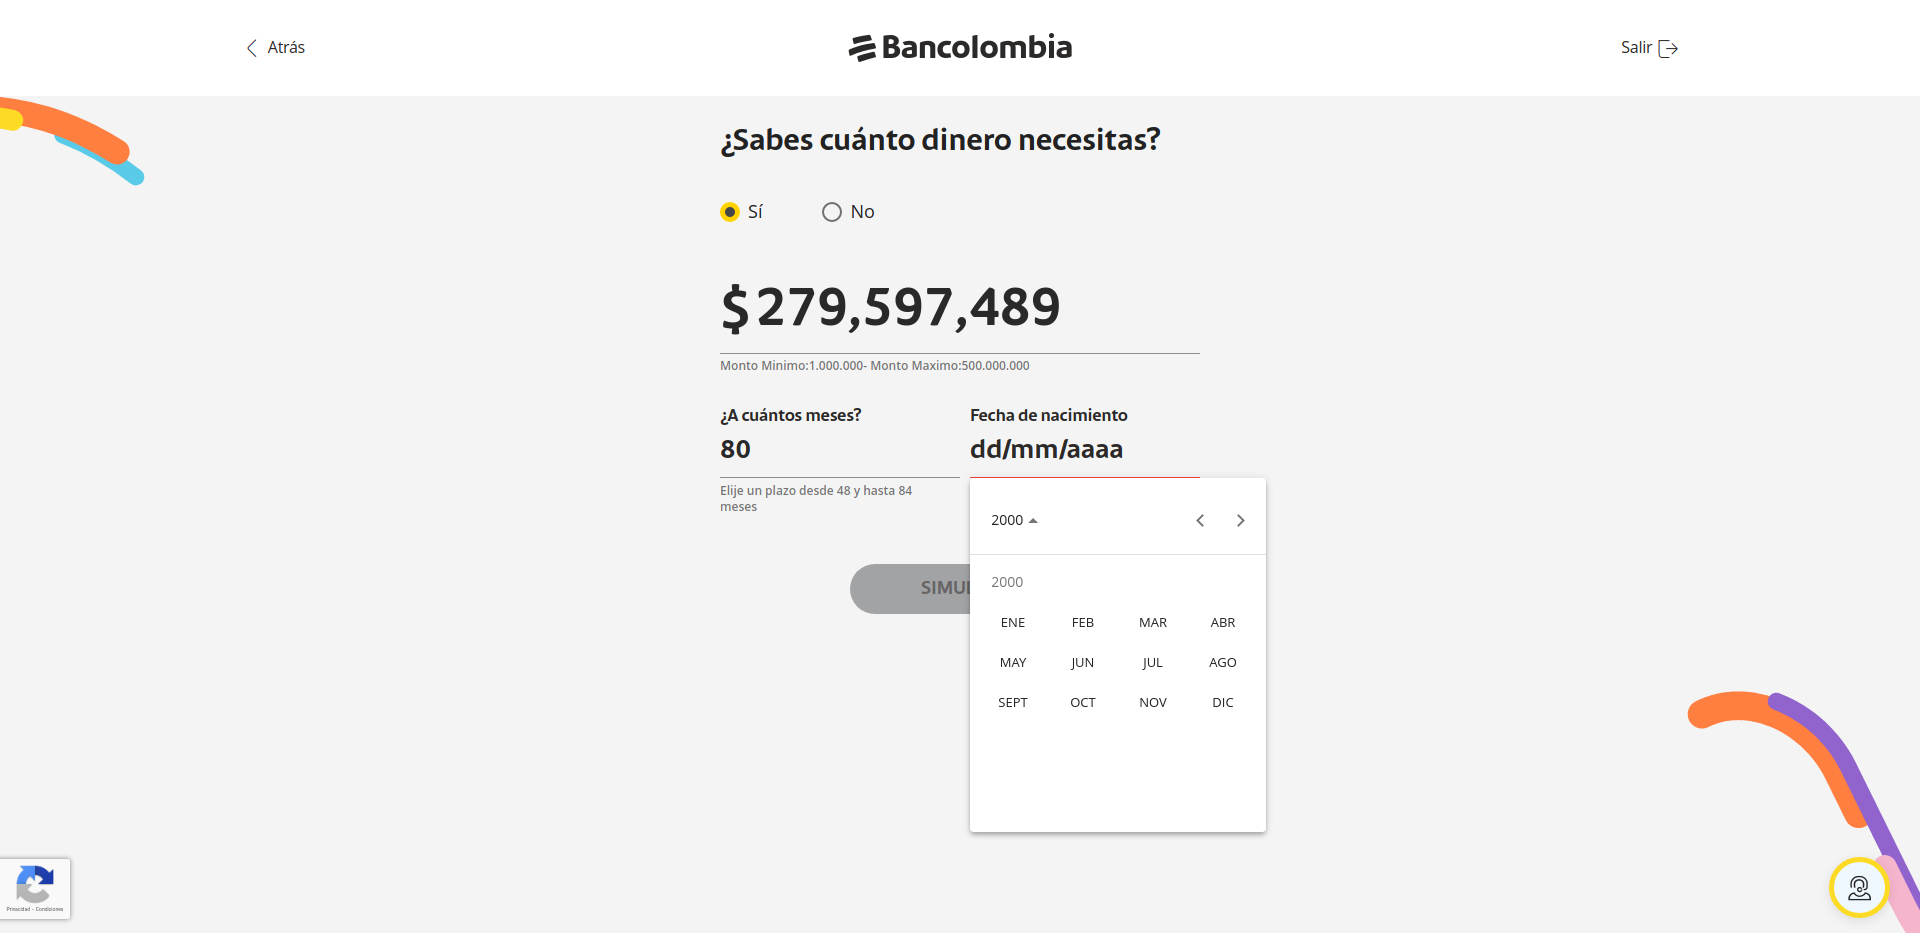 Atrás
Bancolombia
Salir
¿Sabes cuánto dinero necesitas?
Sí
No
$ 279,597,489
Monto Minimo:1.000.000- Monto Maximo:500.000.000
¿A cuántos meses?
80
Elije un plazo desde 48 y hasta 84
meses
Fecha de nacimiento
dd/mm/aaaa
SIMUL
2000
2000
ENE FEB MAR ABR
MAY JUN JUL AGO
SEPT OCT NOV DIC
Privacidad - Condiciones